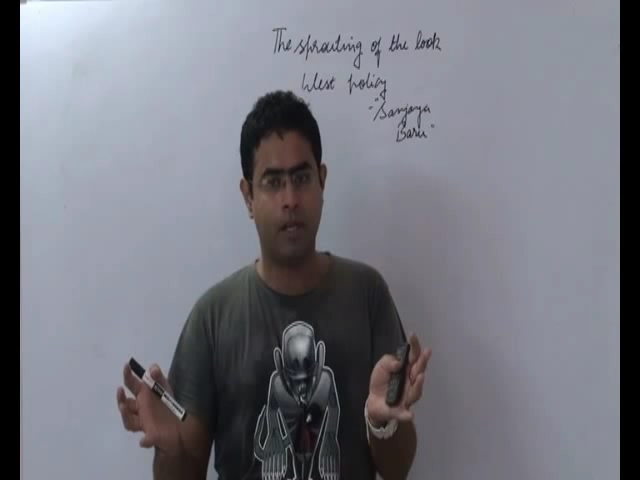 The sprouting of the look
West policy
- "Sanjaya
Baru"